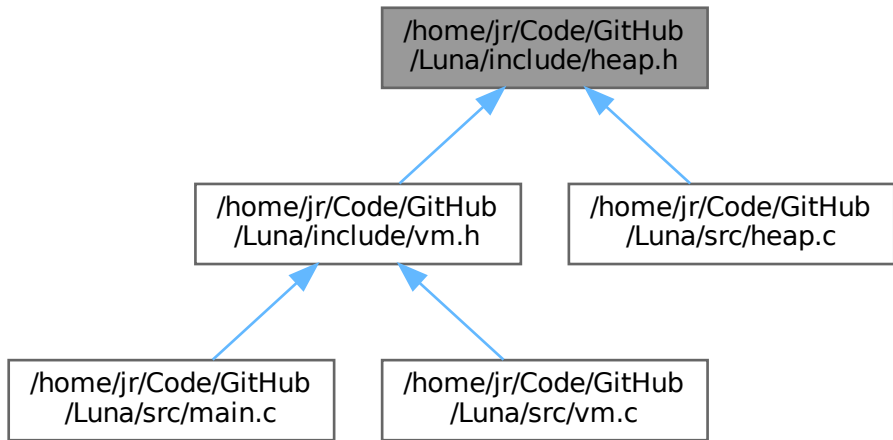 /home/jr/Code/GitHub
/Luna/include/heap.h
/home/jr/Code/GitHub
/Luna/include/vm.h
/home/jr/Code/GitHub
/Luna/src/heap.c
/home/jr/Code/GitHub
/Luna/src/main.c
/home/jr/Code/GitHub
/Luna/src/vm.c